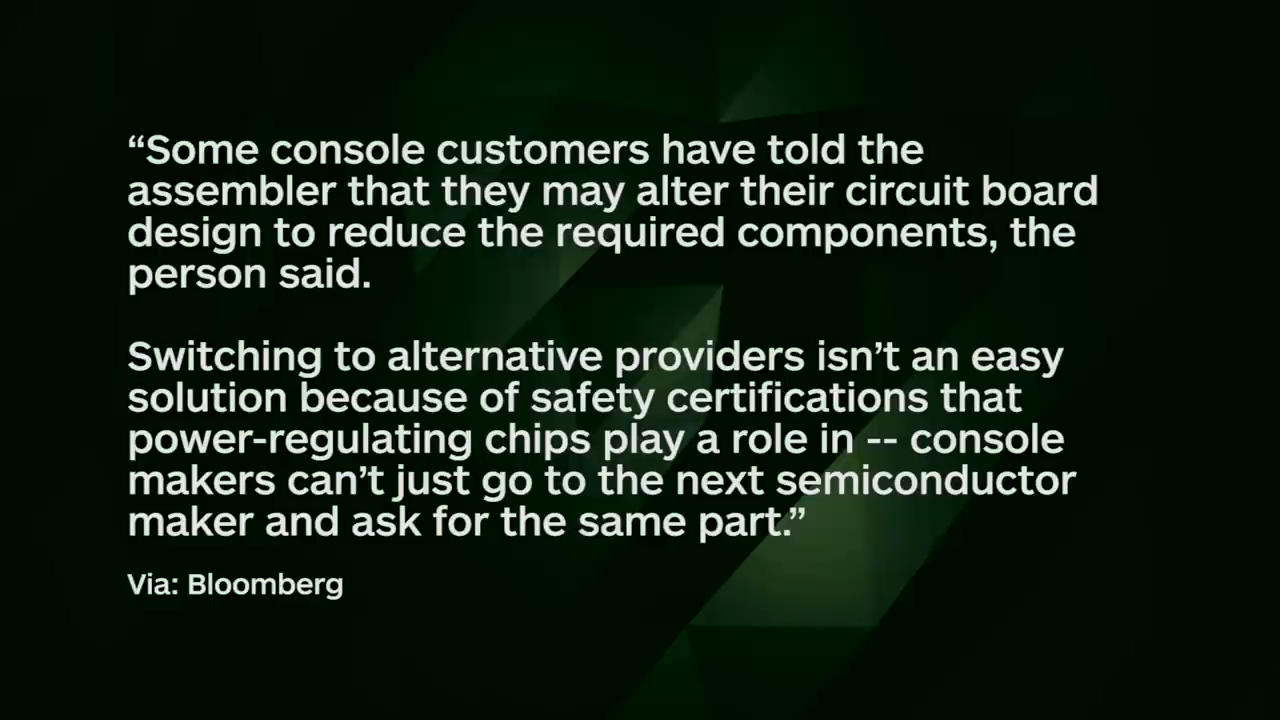 “Some console customers have told the
assembler that they may alter their circuit board
design to reduce the required components, the
person said.
Switching to alternative providers isn’t an easy
solution because of safety certifications that
power-regulating chips play a role in -- console
makers can’t just go to the next semiconductor
maker and ask for the same part.”
Via: Bloomberg